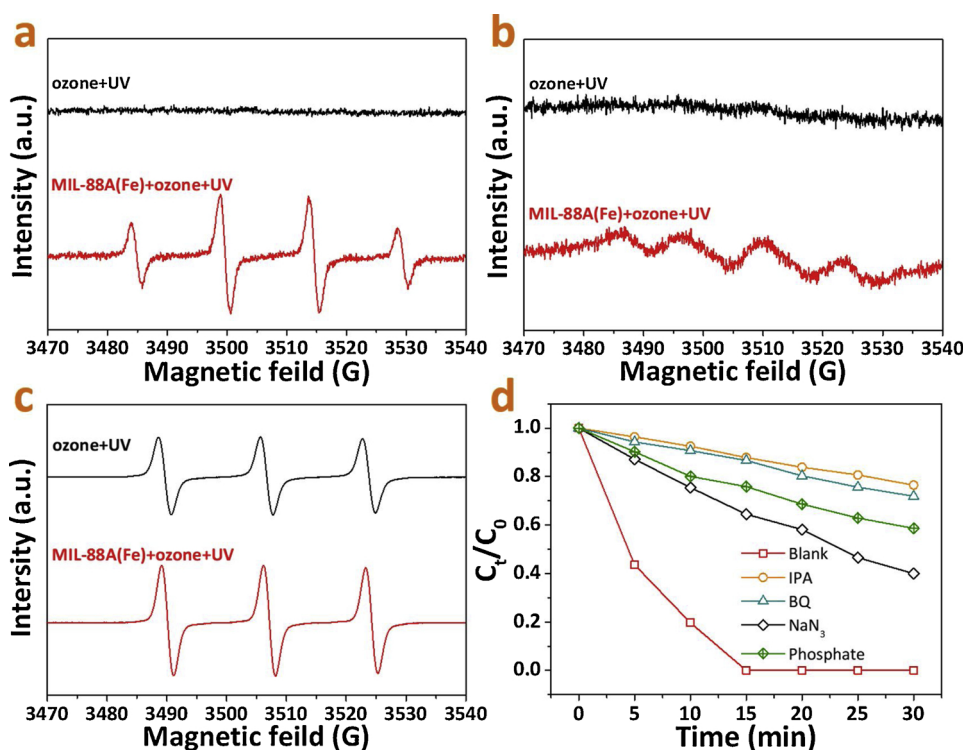 a
Intensity (a.u.)
ozone+UV
MIL-88A(Fe)+ozone+UV
3470 3480 3490 3500 3510 3520 3530 3540
Magnetic feild (G)
b
Intensity (a.u.)
ozone+UV
MIL-88A(Fe)+ozone+UV
3470 3480 3490 3500 3510 3520 3530 3540
Magnetic feild (G)
c
Intersity (a.u.)
ozone+UV
MIL-88A(Fe)+ozone+UV
3470 3480 3490 3500 3510 3520 3530 3540
Magnetic feild (G)
d
Cₜ/C₀
1.0
0.8
0.6
0.4
0.2
0.0
Blank
IPA
BQ
NaN₃
Phosphate
0 5 10 15 20 25 30
Time (min)